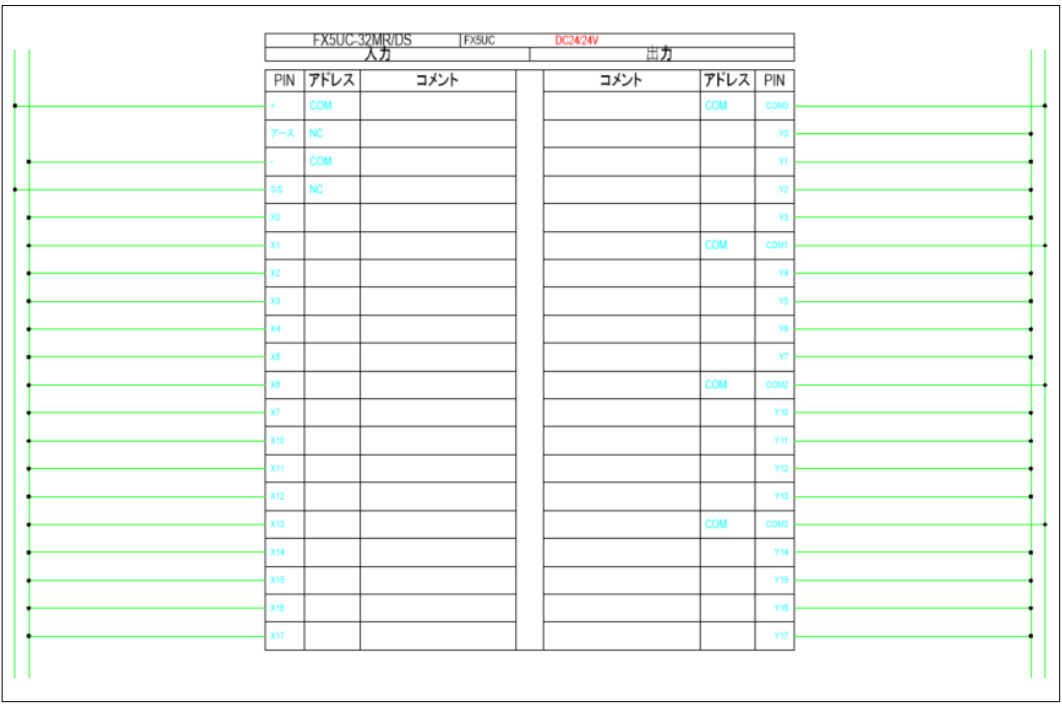 FX5UC-32MR/DS FX5UC DC24/24V
入力 出力
PIN アドレス コメント コメント アドレス PIN
+ COM COM COM0
アース NC Y0
- COM Y1
S/S NC Y2
X0 Y3
X1 COM COM1
X2 Y4
X3 Y5
X4 Y6
X5 Y7
X6 COM COM2
X7 Y10
X10 Y11
X11 Y12
X12 Y13
X13 COM COM3
X14 Y14
X15 Y15
X16 Y16
X17 Y17